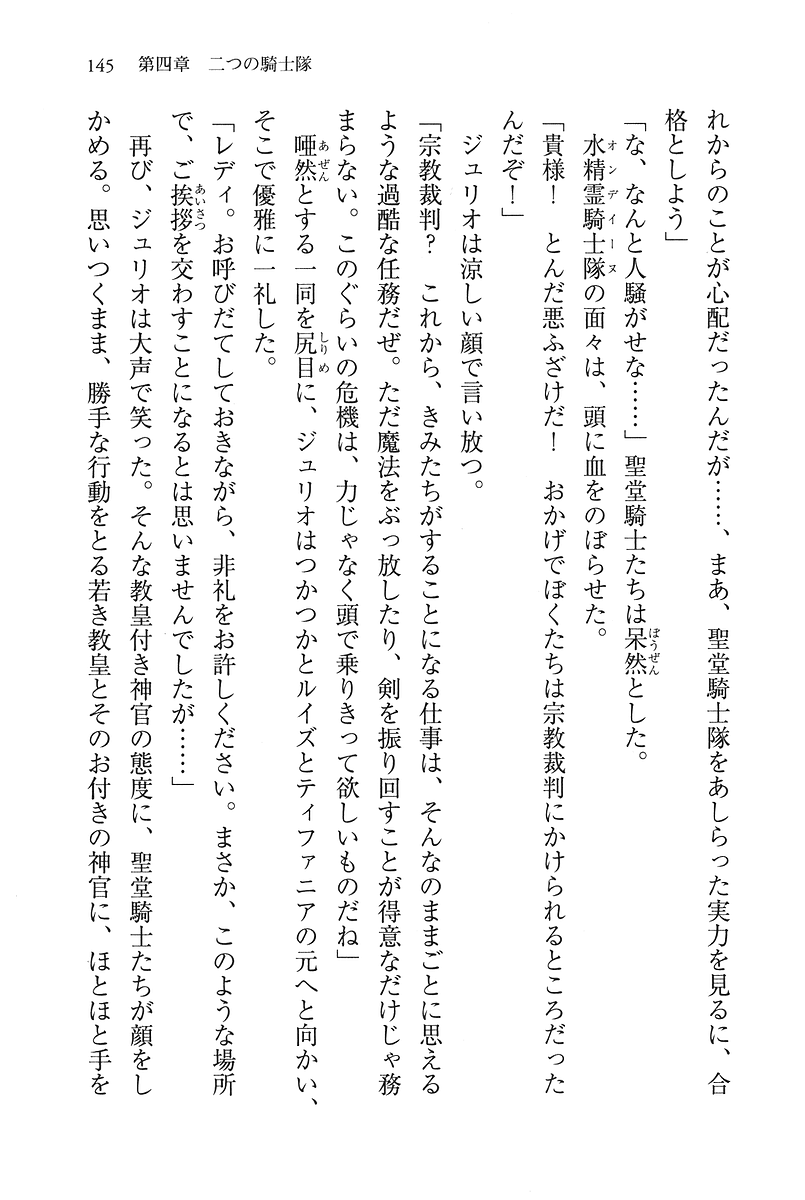 145 第四章　二つの騎士隊
れからのことが心配だったんだが……、まあ、聖堂騎士隊をあしらった実力を見るに、合
格としよう」
「な、なんと人騒がせな……」聖堂騎士たちは呆然とした。
　水精霊騎士隊の面々は、頭に血をのぼらせた。
「貴様！　とんだ悪ふざけだ！　おかげでぼくたちは宗教裁判にかけられるところだった
んだぞ！」
　ジュリオは涼しい顔で言い放つ。
「宗教裁判？　これから、きみたちがすることになる仕事は、そんなのままごとに思える
ような過酷な任務だぜ。ただ魔法をぶっ放したり、剣を振り回すことが得意なだけじゃ務
まらない。このぐらいの危機は、力じゃなく頭で乗りきって欲しいものだね」
　唖然とする一同を尻目に、ジュリオはつかつかとルイズとティファニアの元へと向かい、
そこで優雅に一礼した。
「レディ。お呼びだてしておきながら、非礼をお許しください。まさか、このような場所
で、ご挨拶を交わすことになるとは思いませんでしたが……」
　再び、ジュリオは大声で笑った。そんな教皇付き神官の態度に、聖堂騎士たちが顔をし
かめる。思いつくまま、勝手な行動をとる若き教皇とそのお付きの神官に、ほとほと手を
ぼうぜん
オンディーヌ
あぜん
しりめ
あいさつ